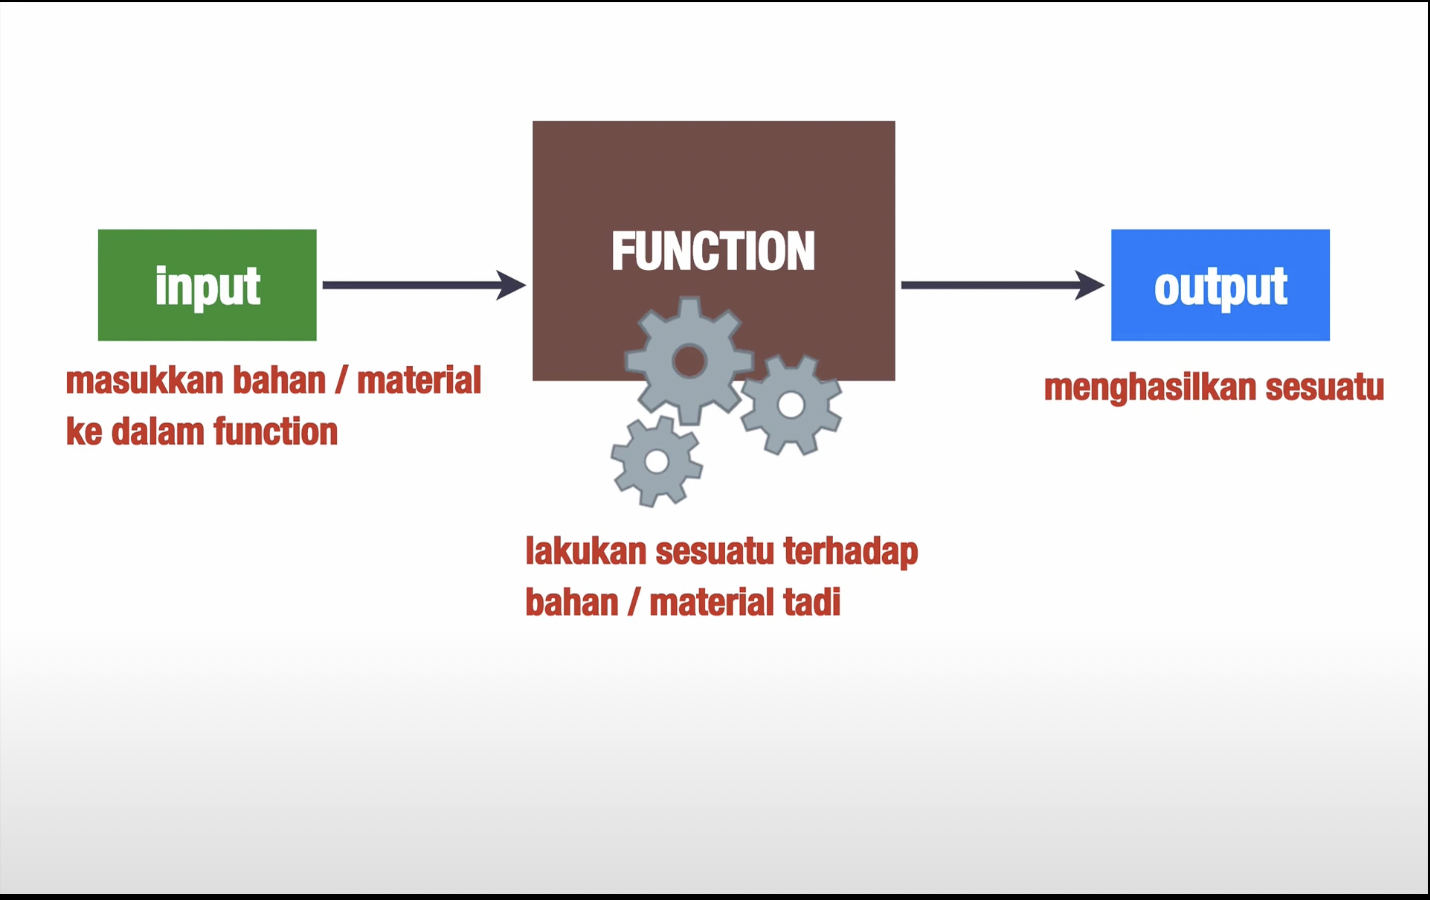 FUNCTION
input
output
masukkan bahan / material
ke dalam function
menghasilkan sesuatu
lakukan sesuatu terhadap
bahan / material tadi